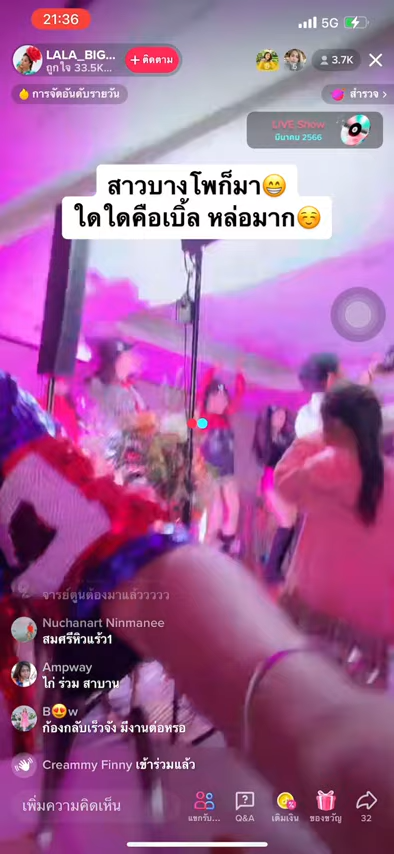 21:36
5G
LALA_BIG...
ถูกใจ 33.5K...
+ ติดตาม
3.7K
การจัดอันดับรายวัน
สำรวจ >
LIVE Show
มีนาคม 2566
สาวบางโพก็มา😁
ใดใดคือเบิ้ล หล่อมาก☺️
จารย์ตูนต้องมาแล้ววววว
Nuchanart Ninmanee
สมศรีหิวแร้ว1
Ampway
ไก่ ร่วม สาบาน
B😍w
ก้องกลับเร็วจัง มีงานต่อหรอ
Creammy Finny เข้าร่วมแล้ว
เพิ่มความคิดเห็น
แขกรับ...
Q&A
เติมเงิน
ของขวัญ
32